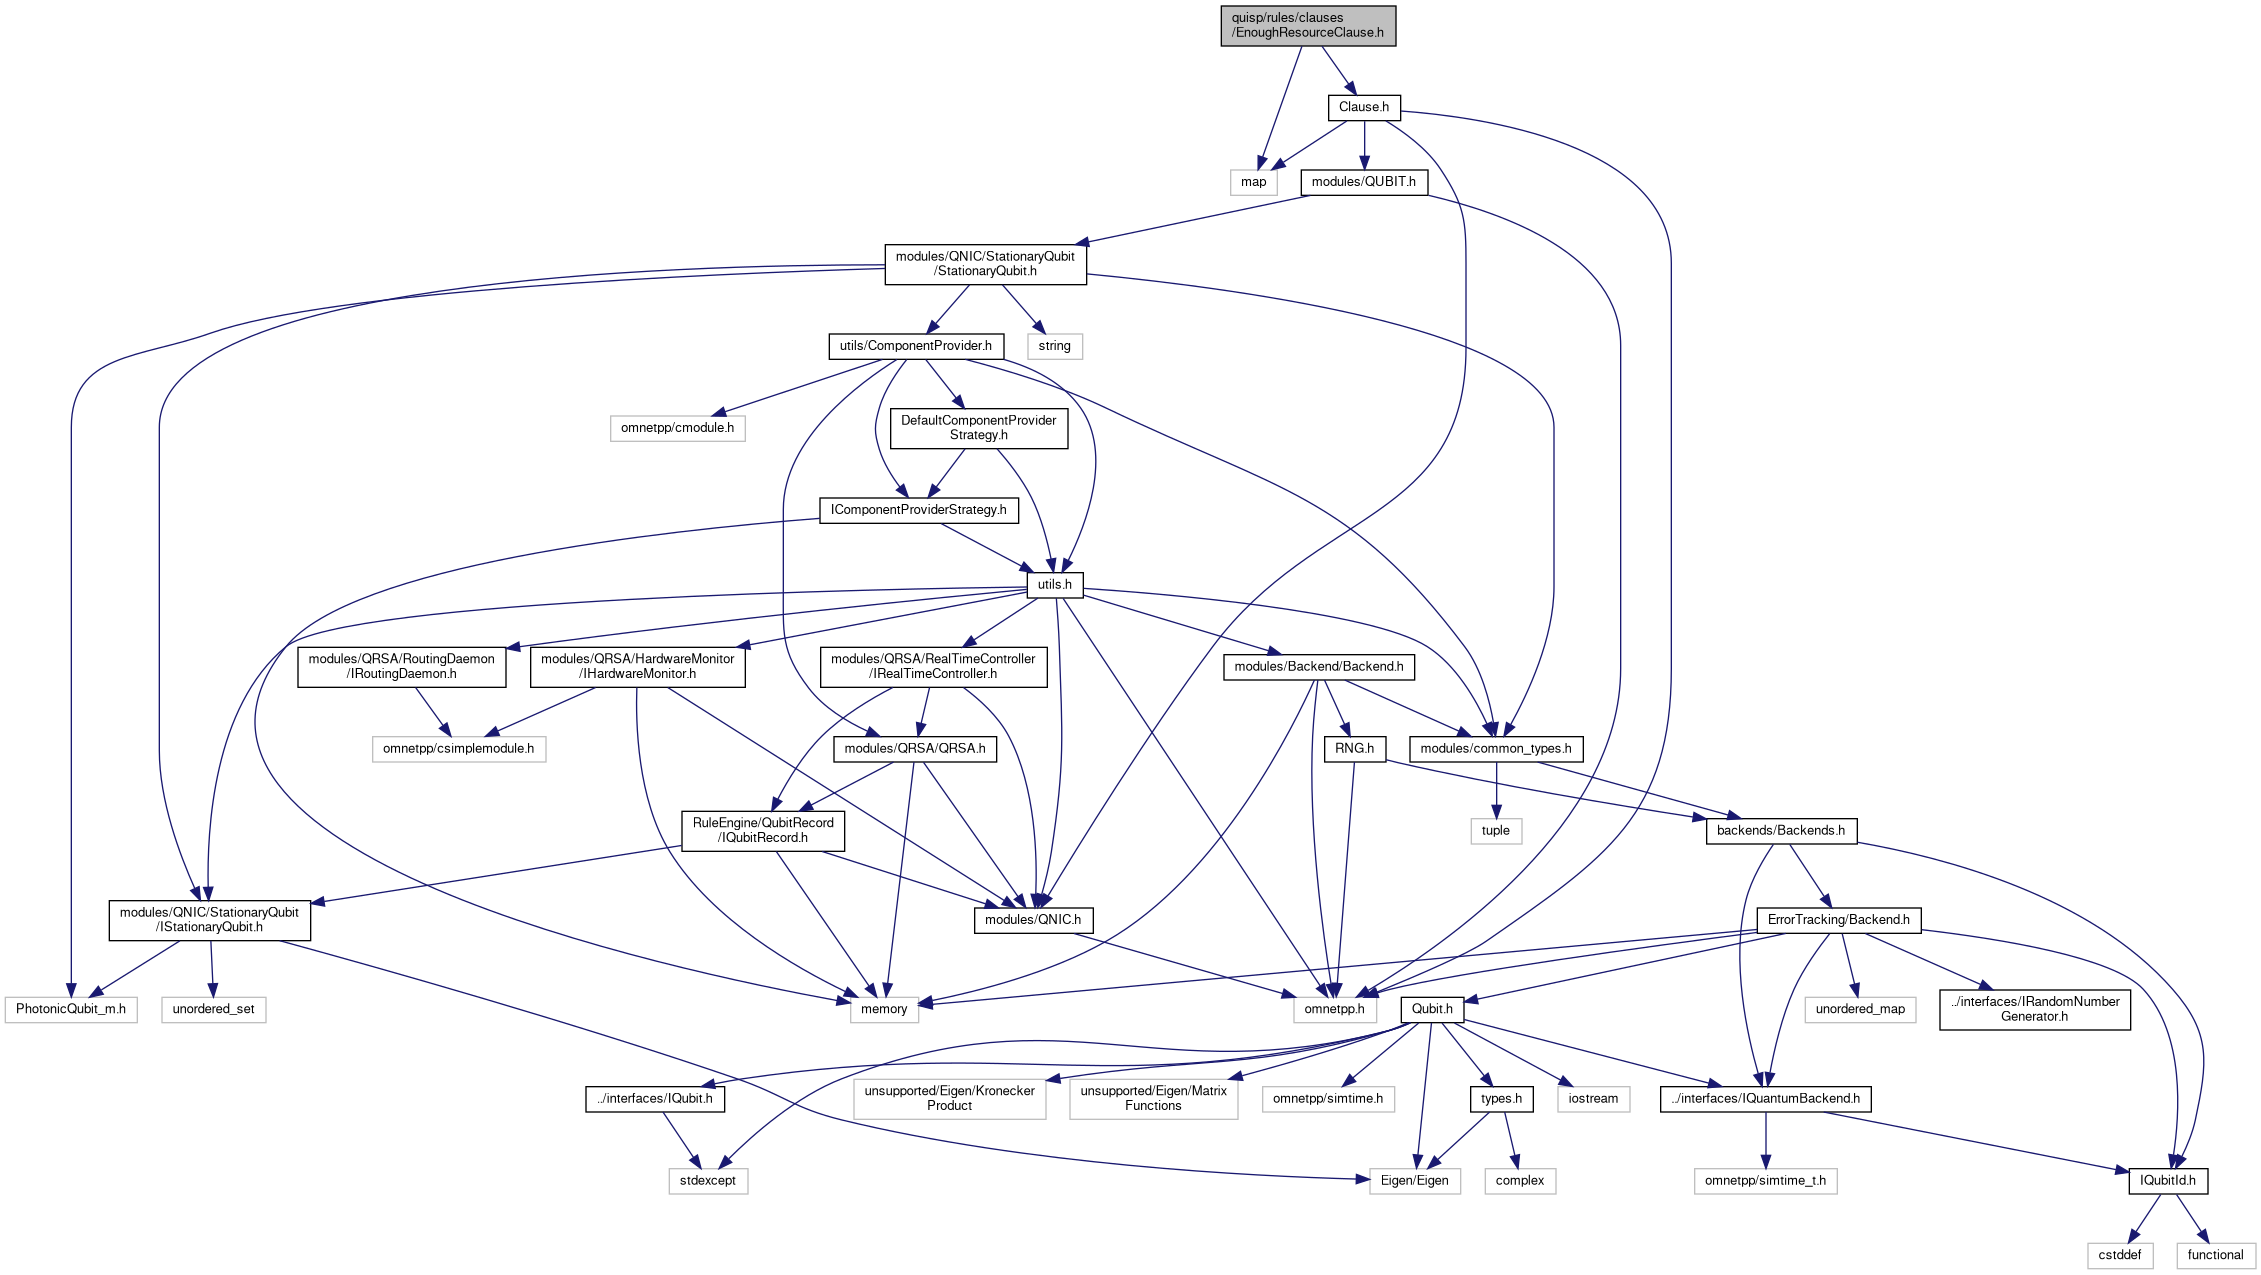 quisp/rules/clauses
/EnoughResourceClause.h
Clause.h
map
modules/QUBIT.h
modules/QNIC/StationaryQubit
/StationaryQubit.h
utils/ComponentProvider.h
string
omnetpp/cmodule.h
DefaultComponentProvider
Strategy.h
IComponentProviderStrategy.h
utils.h
modules/QRSA/RoutingDaemon
/IRoutingDaemon.h
modules/QRSA/HardwareMonitor
/IHardwareMonitor.h
modules/QRSA/RealTimeController
/IRealTimeController.h
modules/Backend/Backend.h
omnetpp/csimplemodule.h
modules/QRSA/QRSA.h
RNG.h
modules/common_types.h
RuleEngine/QubitRecord
/IQubitRecord.h
tuple
backends/Backends.h
modules/QNIC/StationaryQubit
/IStationaryQubit.h
modules/QNIC.h
ErrorTracking/Backend.h
PhotonicQubit_m.h
unordered_set
memory
omnetpp.h
Qubit.h
unordered_map
../interfaces/IRandomNumber
Generator.h
../interfaces/IQubit.h
unsupported/Eigen/Kronecker
Product
unsupported/Eigen/Matrix
Functions
omnetpp/simtime.h
types.h
iostream
../interfaces/IQuantumBackend.h
stdexcept
Eigen/Eigen
complex
omnetpp/simtime_t.h
IQubitId.h
cstddef
functional